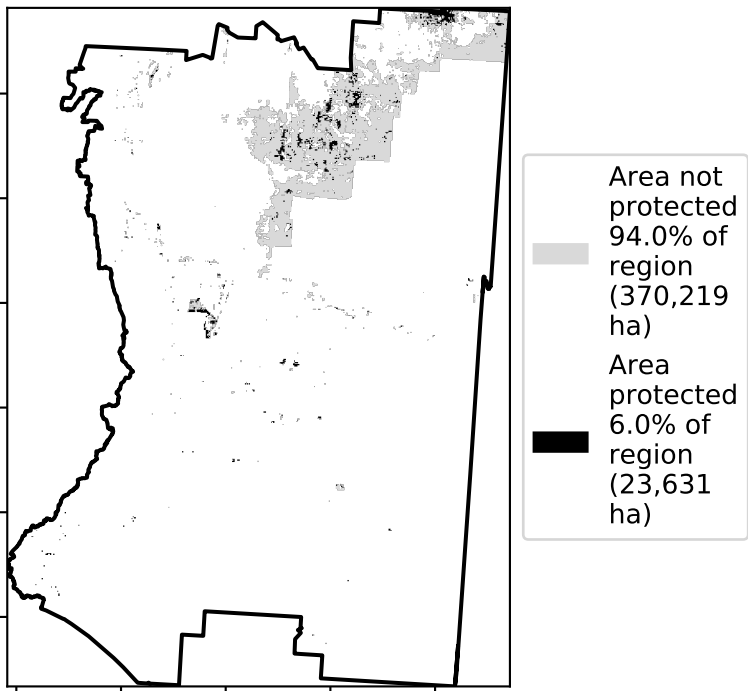 Area not
protected
94.0% of
region
(370,219
ha)
Area
protected
6.0% of
region
(23,631
ha)